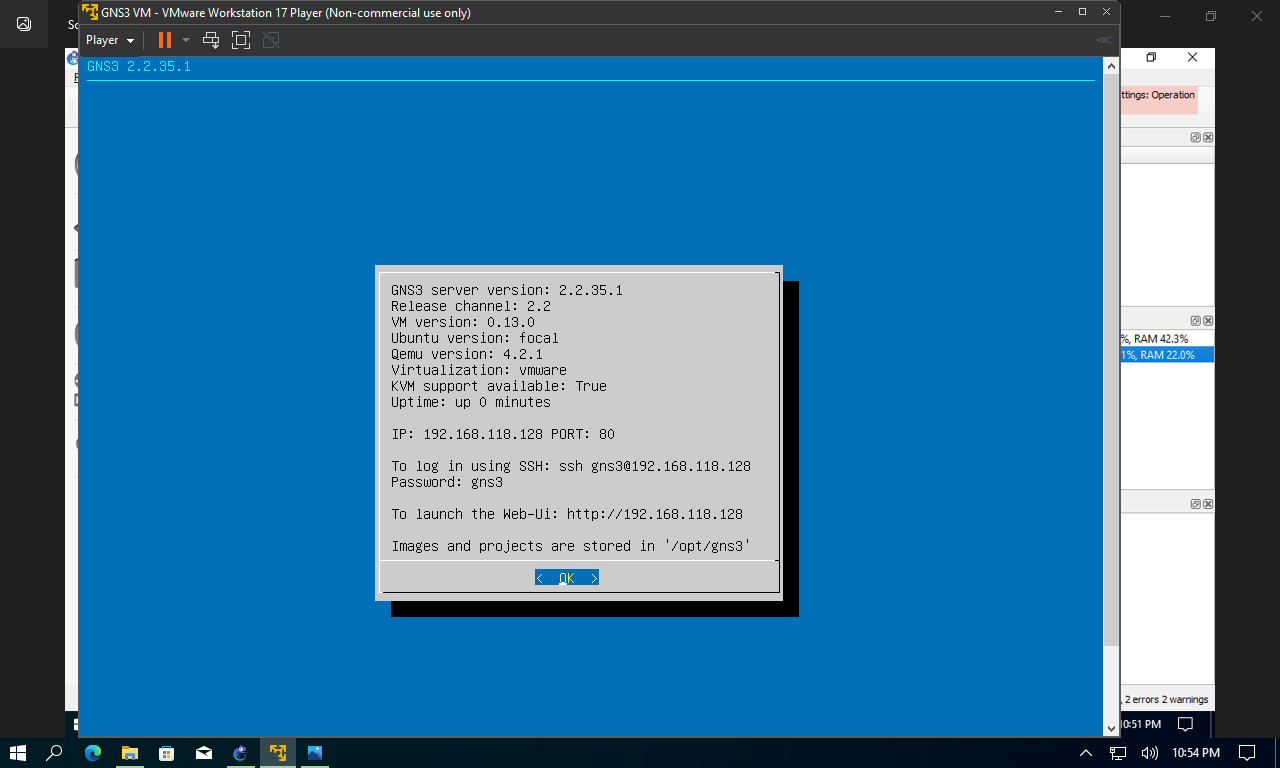 Sc
GNS3 VM - VMware Workstation 17 Player (Non-commercial use only)
Player
GNS3 2.2.35.1
ttings: Operation
GNS3 server version: 2.2.35.1
Release channel: 2.2
VM version: 0.13.0
Ubuntu version: focal
Qemu version: 4.2.1
Virtualization: vmware
KVM support available: True
Uptime: up 0 minutes
IP: 192.168.118.128 PORT: 80
To log in using SSH: ssh gns3@192.168.118.128
Password: gns3
To launch the Web-Ui: http://192.168.118.128
Images and projects are stored in '/opt/gns3'
< OK >
%, RAM 42.3%
1%, RAM 22.0%
, 2 errors 2 warnings
10:51 PM
10:54 PM